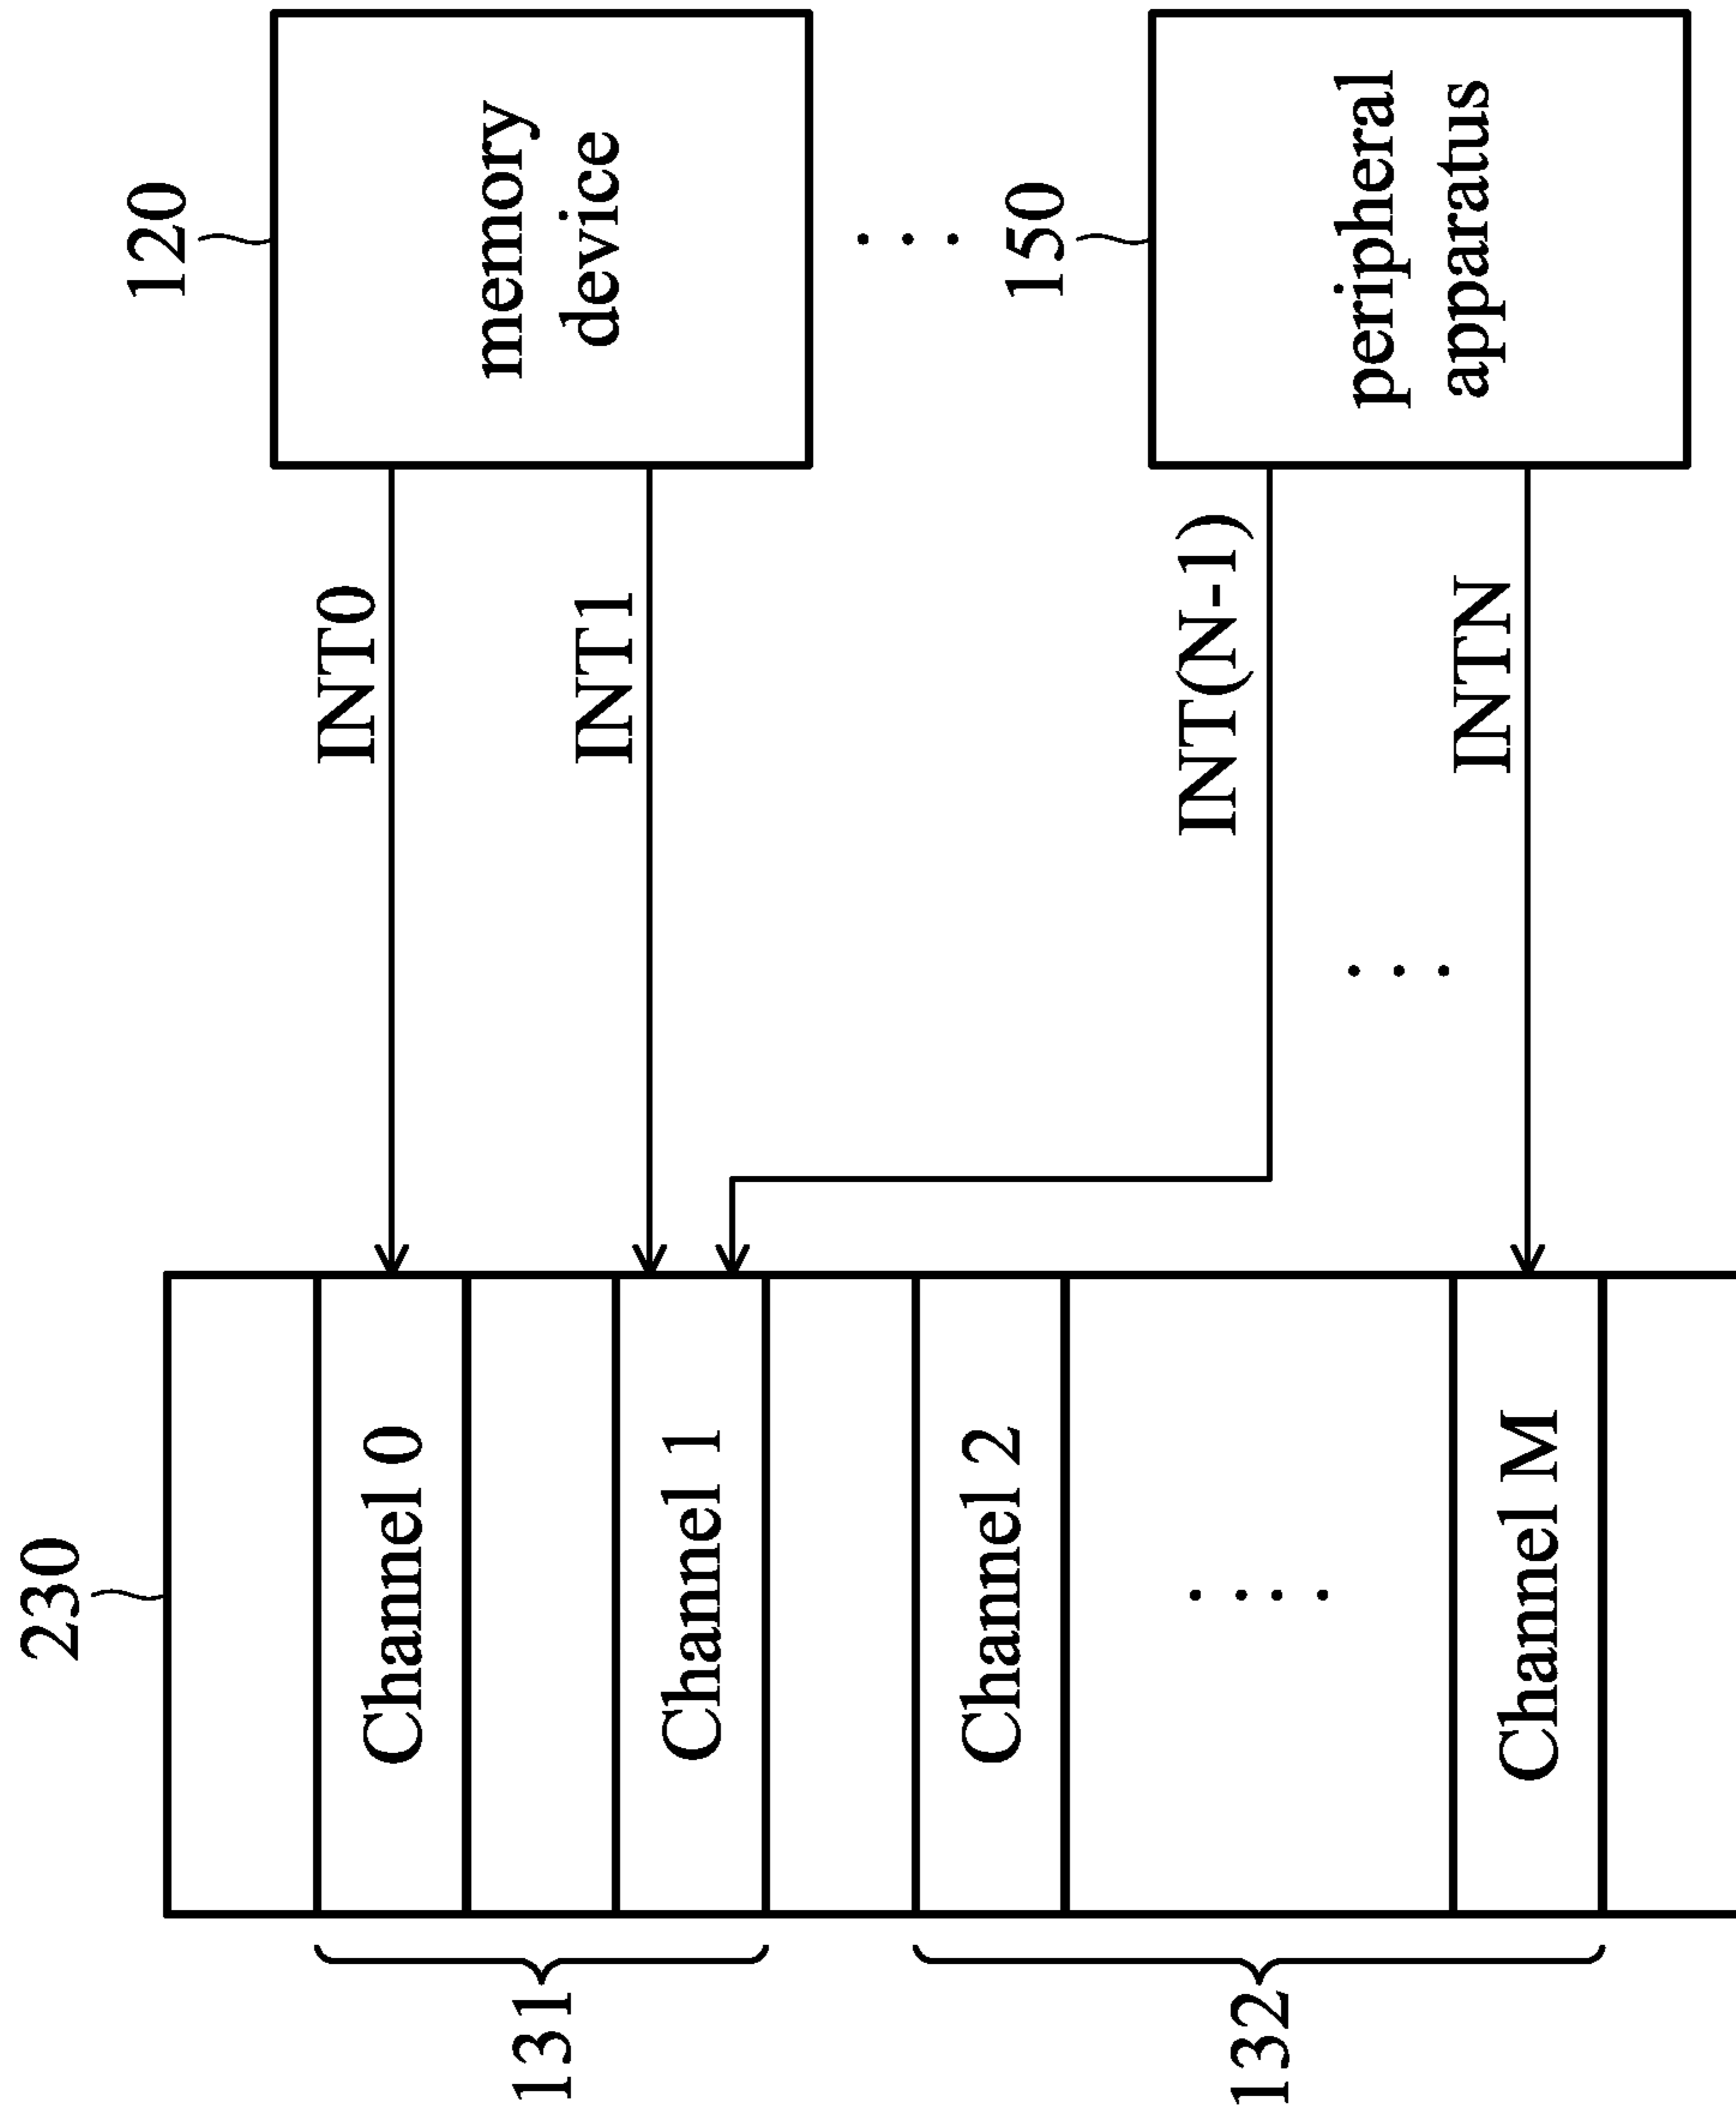 120
memory
device
150
peripheral
apparatus
INT0
INT1
INT(N-1)
INTN
230
Channel 0
Channel 1
Channel 2
Channel M
131
132